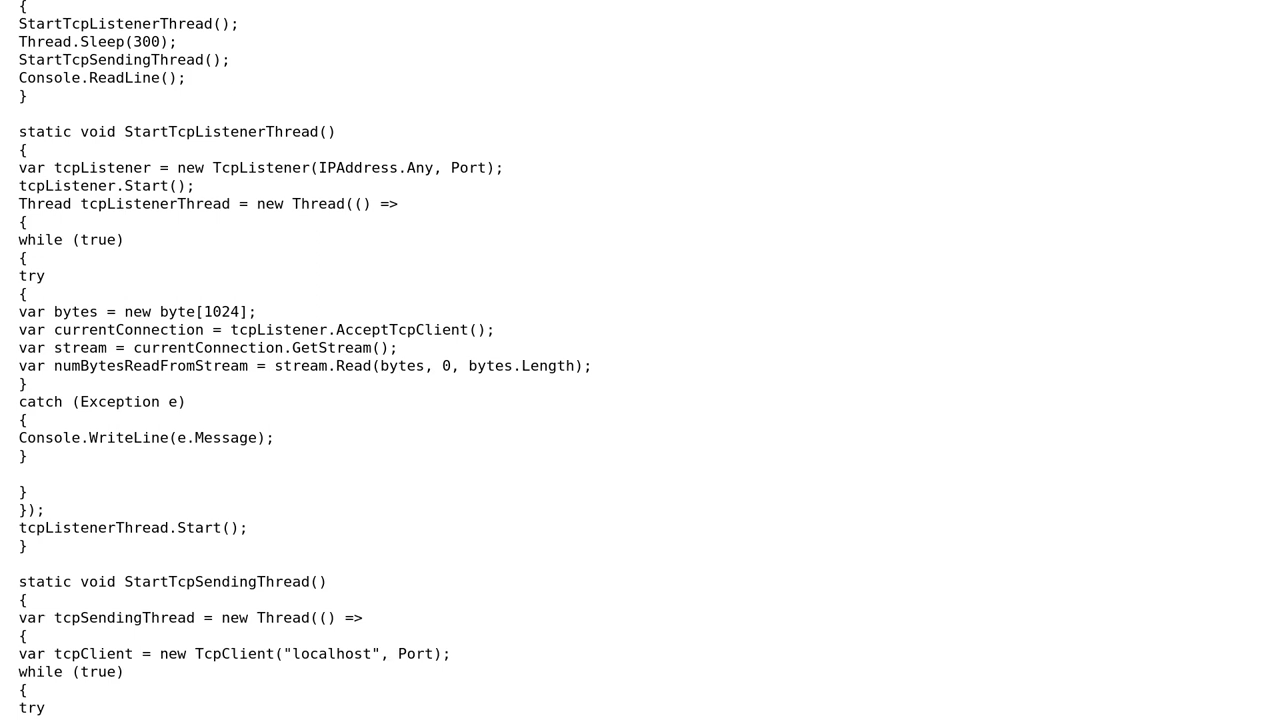 {
StartTcpListenerThread();
Thread.Sleep(300);
StartTcpSendingThread();
Console.ReadLine();
}

static void StartTcpListenerThread()
{
var tcpListener = new TcpListener(IPAddress.Any, Port);
tcpListener.Start();
Thread tcpListenerThread = new Thread(() =>
{
while (true)
{
try
{
var bytes = new byte[1024];
var currentConnection = tcpListener.AcceptTcpClient();
var stream = currentConnection.GetStream();
var numBytesReadFromStream = stream.Read(bytes, 0, bytes.Length);
}
catch (Exception e)
{
Console.WriteLine(e.Message);
}

}
});
tcpListenerThread.Start();
}

static void StartTcpSendingThread()
{
var tcpSendingThread = new Thread(() =>
{
var tcpClient = new TcpClient("localhost", Port);
while (true)
{
try